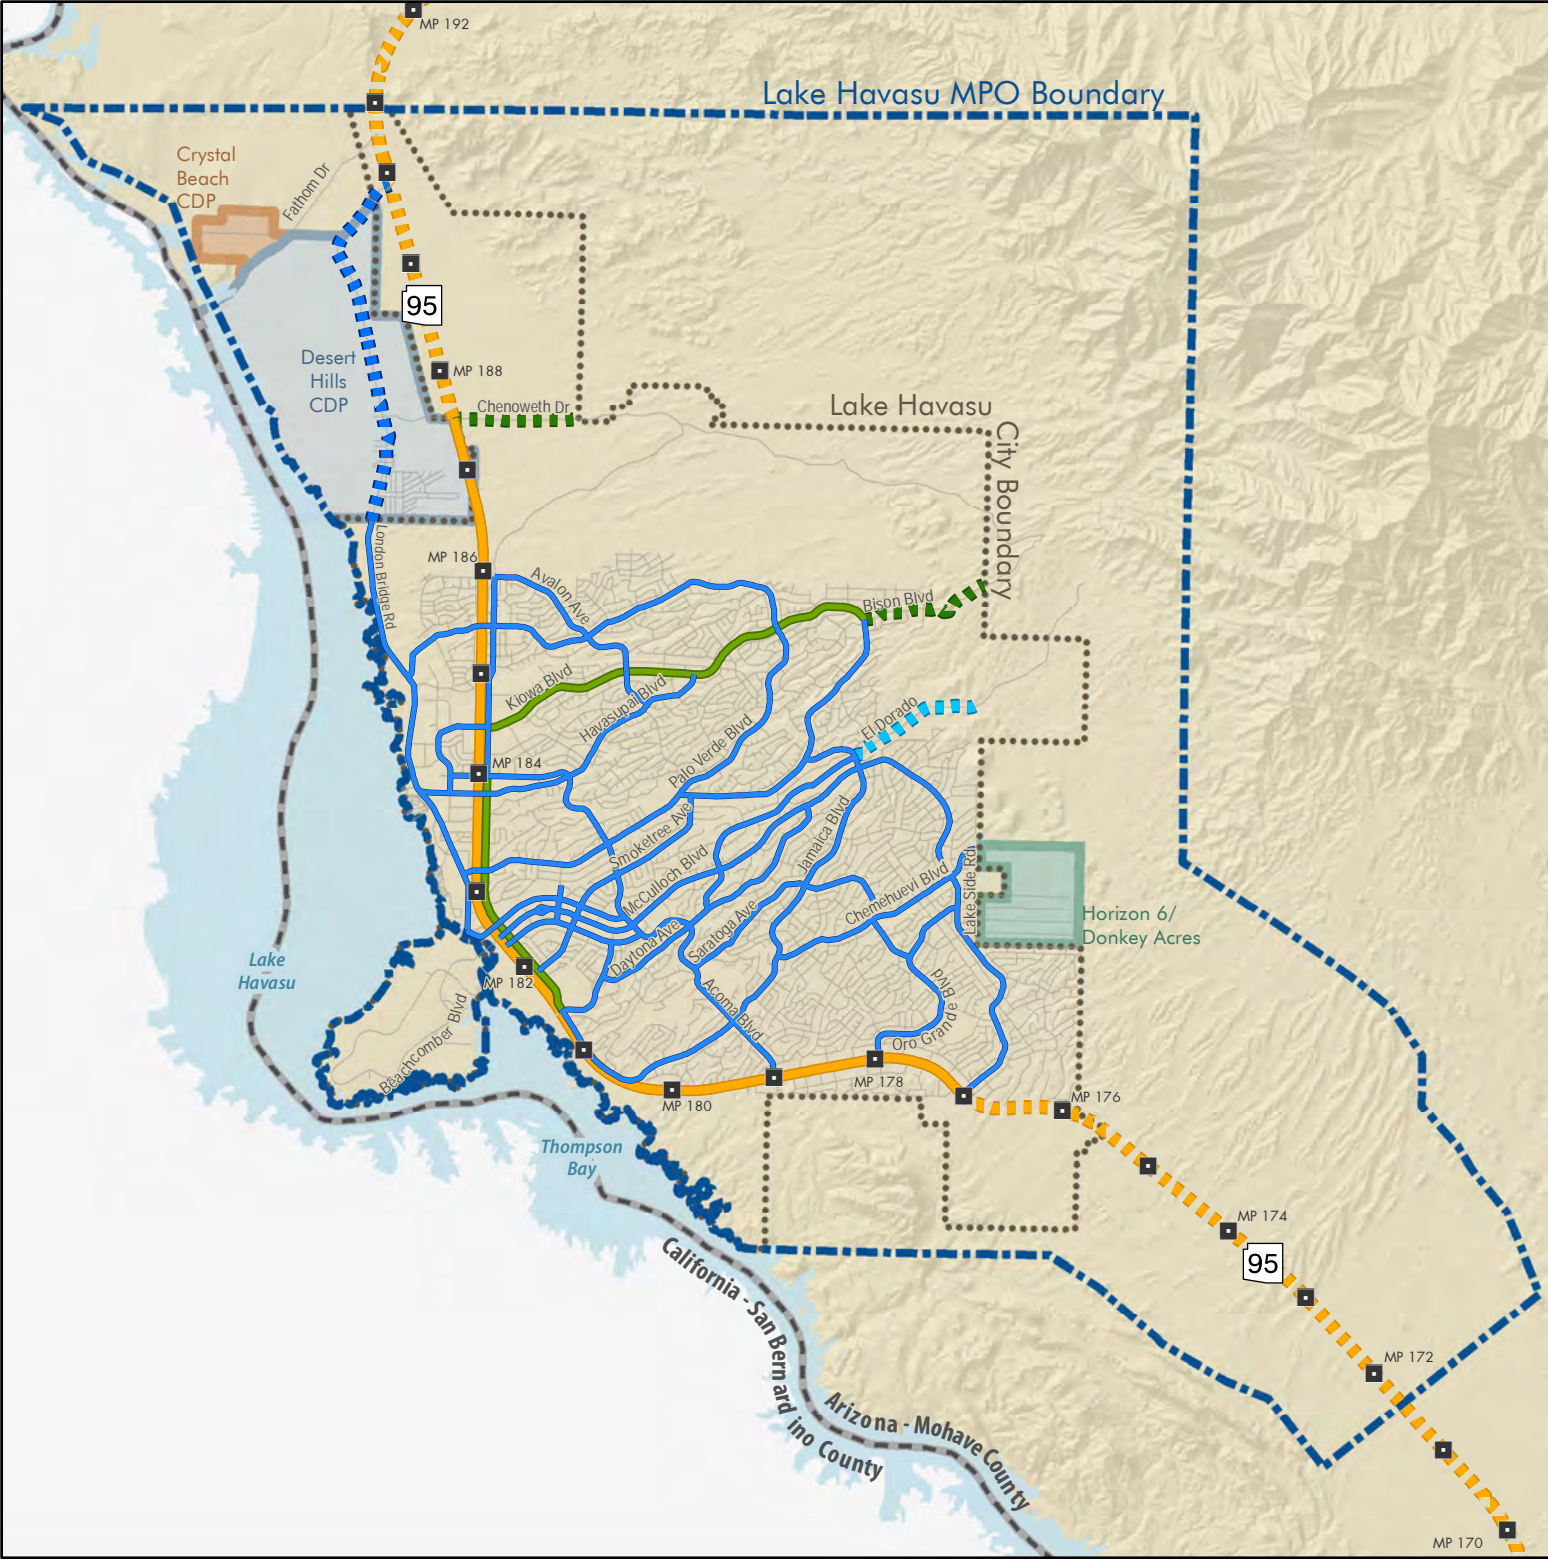 MP 192
Lake Havasu MPO Boundary
Crystal
Beach
CDP
Fathom Dr
95
Desert
Hills
CDP
MP 188
Chenoweth Dr
Lake Havasu
City Boundary
London Bridge Rd
MP 186
Avalon Ave
Bison Blvd
Kiowa Blvd
Havasupai Blvd
El Dorado
Palo Verde Blvd
MP 184
Smoketree Ave
Jamaica Blvd
McCulloch Blvd
Chemehuevi Blvd
Lake Side Rd
Horizon 6/
Donkey Acres
Saratoga Ave
Daytona Ave
Lake
Havasu
MP 182
Acoma Blvd
Oro Grande Blvd
Beachcomber Blvd
MP 178
MP 180
MP 176
Thompson
Bay
MP 174
95
California - San Bernardino County
MP 172
Arizona - Mohave County
MP 170